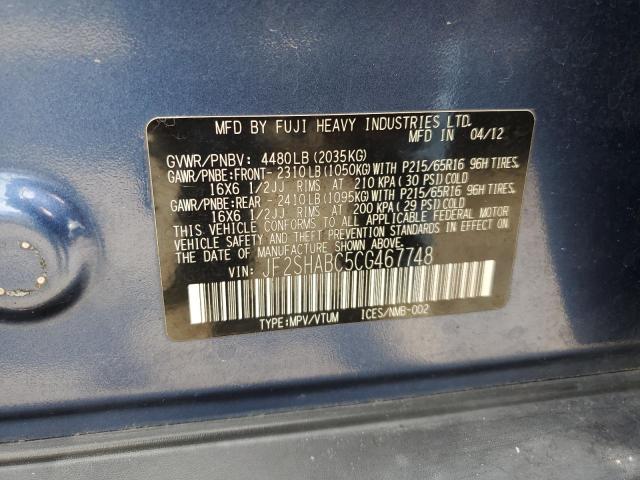 MFD BY FUJI HEAVY INDUSTRIES LTD.
MFD IN 04/12
GVWR/PNBV: 4480LB(2035KG)
GAWR/PNBE:FRONT- 2310LB(1050KG)WITH P215/65R16 96H TIRES,
16X6 1/2JJ RIMS AT 210 KPA(30 PSI)COLD
GAWR/PNBE:REAR - 2410LB(1095KG)WITH P215/65R16 96H TIRES,
16X6 1/2JJ RIMS AT 200 KPA(29 PSI)COLD
VEHICLE CONFORMS TO ALL APPLICABLE FEDERAL MOTOR
VEHICLE SAFETY AND THEFT PREVENTION STANDARDS IN EFFECT ON
THE DATE OF MANUFACTURE SHOWN ABOVE.
VIN: JF2SHABC5CG467748
TYPE:MPV/VTUM ICES/NMB-002